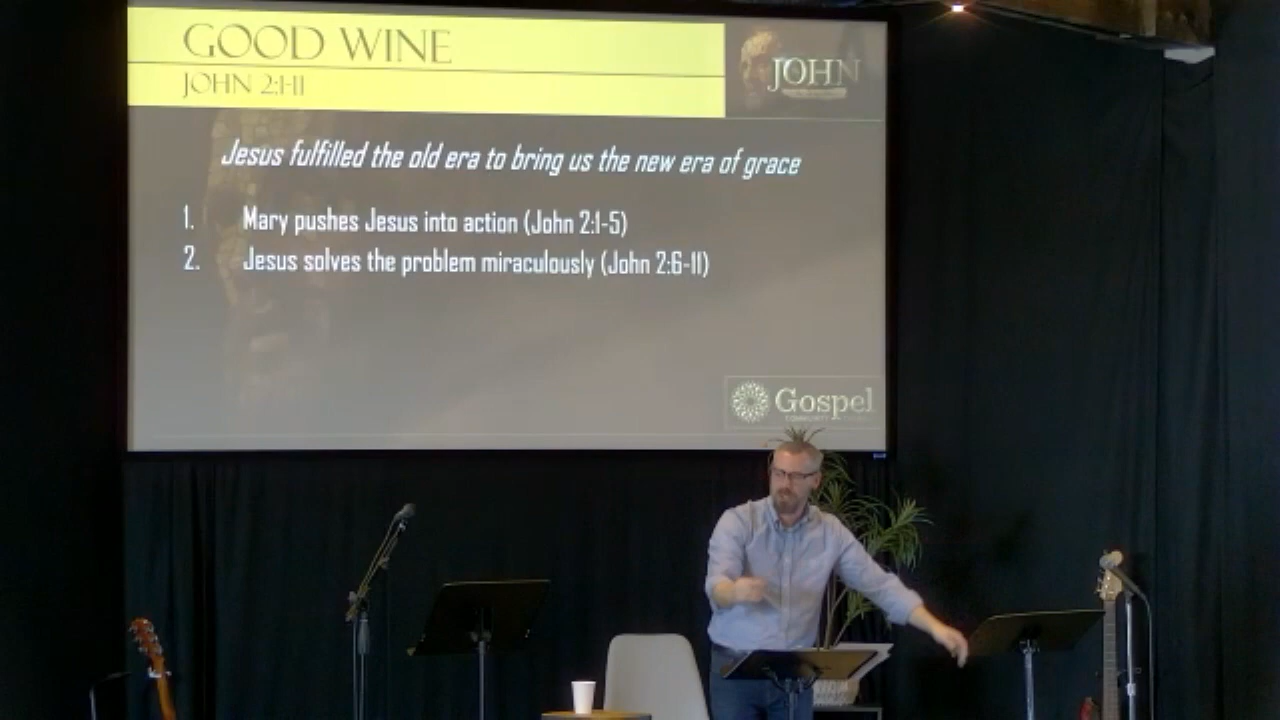 GOOD WINE
JOHN 2:1-11
JOHN
Jesus fulfilled the old era to bring us the new era of grace
1. Mary pushes Jesus into action (John 2:1-5)
2. Jesus solves the problem miraculously (John 2:6-11)
Gospel
COMMUNITY